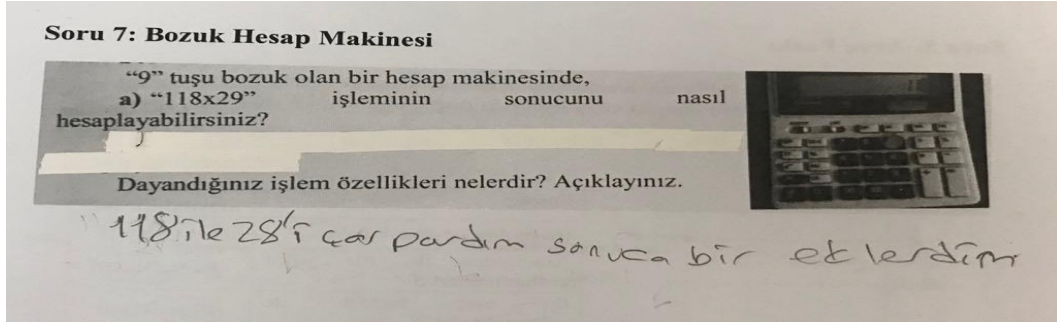 Soru 7: Bozuk Hesap Makinesi
“9” tuşu bozuk olan bir hesap makinesinde,
a) “118x29” işleminin sonucunu nasıl
hesaplayabilirsiniz?
Dayandığınız işlem özellikleri nelerdir? Açıklayınız.
118 ile 28'i çarpardım sonuca bir eklerdim